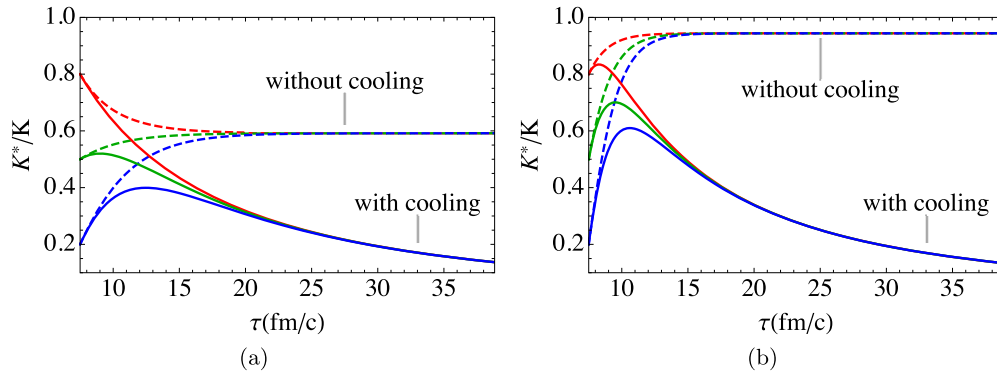 1.0
0.8
0.6
0.4
0.2
K*/K
without cooling
with cooling
10 15 20 25 30 35
τ(fm/c)
(a)
1.0
0.8
0.6
0.4
0.2
K*/K
without cooling
with cooling
10 15 20 25 30 35
τ(fm/c)
(b)